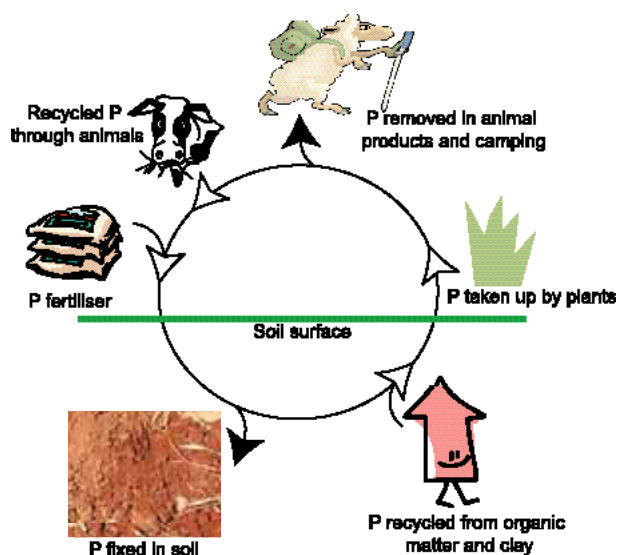 Recycled P
through animals
P removed in animal
products and camping
P fertiliser
P taken up by plants
Soil surface
P fixed in soil
P recycled from organic
matter and clay